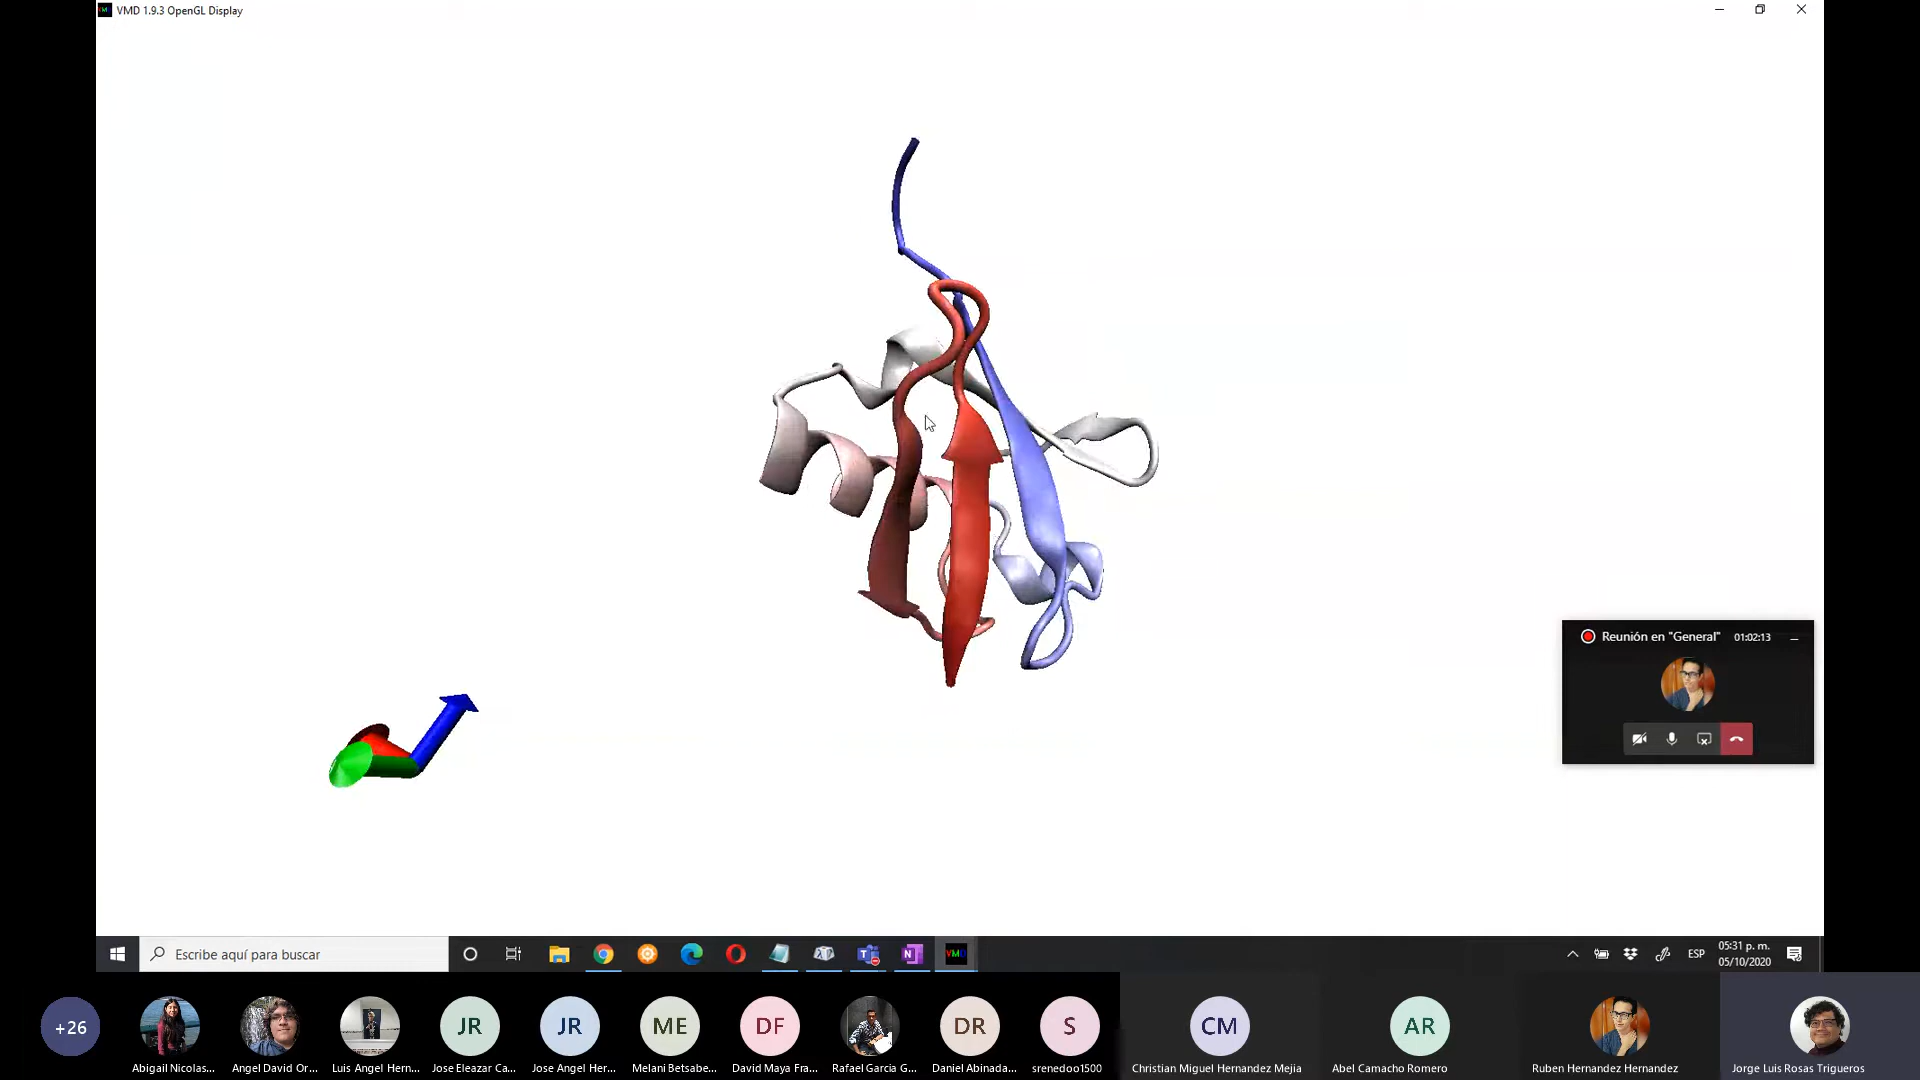 VMD 1.9.3 OpenGL Display
Reunión en "General" 01:02:13
Escribe aquí para buscar
N
VMD
ESP
05:31 p. m.
05/10/2020
+26
JR
JR
ME
DF
DR
S
CM
AR
Abigail Nicolas...
Angel David Or...
Luis Angel Hern...
Jose Eleazar Ca...
Jose Angel Her...
Melani Betsabe...
David Maya Fra...
Rafael Garcia G...
Daniel Abinada...
srenedoo1500
Christian Miguel Hernandez Mejia
Abel Camacho Romero
Ruben Hernandez Hernandez
Jorge Luis Rosas Trigueros